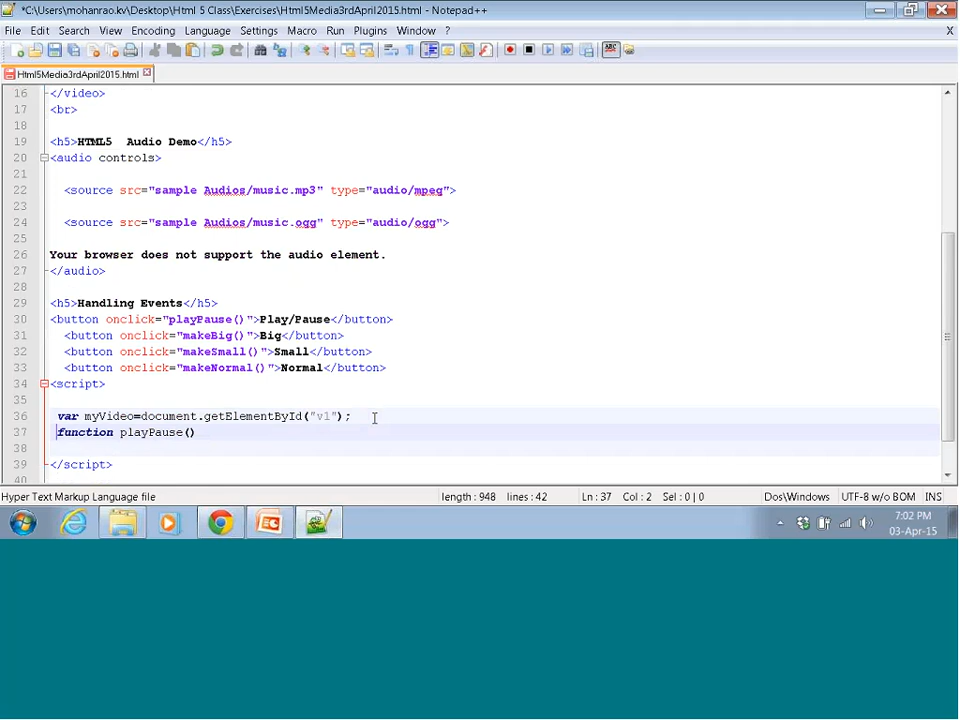 *C:\Users\mohanrao.kv\Desktop\Html 5 Class\Exercises\Html5Media3rdApril2015.html - Notepad++
File Edit Search View Encoding Language Settings Macro Run Plugins Window ? X
Html5Media3rdApril2015.html
16 </video>
17 <br>
18
19 <h5>HTML5 Audio Demo</h5>
20 <audio controls>
21
22 <source src="sample Audios/music.mp3" type="audio/mpeg">
23
24 <source src="sample Audios/music.ogg" type="audio/ogg">
25
26 Your browser does not support the audio element.
27 </audio>
28
29 <h5>Handling Events</h5>
30 <button onclick="playPause()">Play/Pause</button>
31 <button onclick="makeBig()">Big</button>
32 <button onclick="makeSmall()">Small</button>
33 <button onclick="makeNormal()">Normal</button>
34 <script>
35
36 var myVideo=document.getElementById("v1");
37 function playPause()
38
39 </script>
40
Hyper Text Markup Language file length : 948 lines : 42 Ln : 37 Col : 2 Sel : 0 | 0 Dos\Windows UTF-8 w/o BOM INS
7:02 PM
03-Apr-15